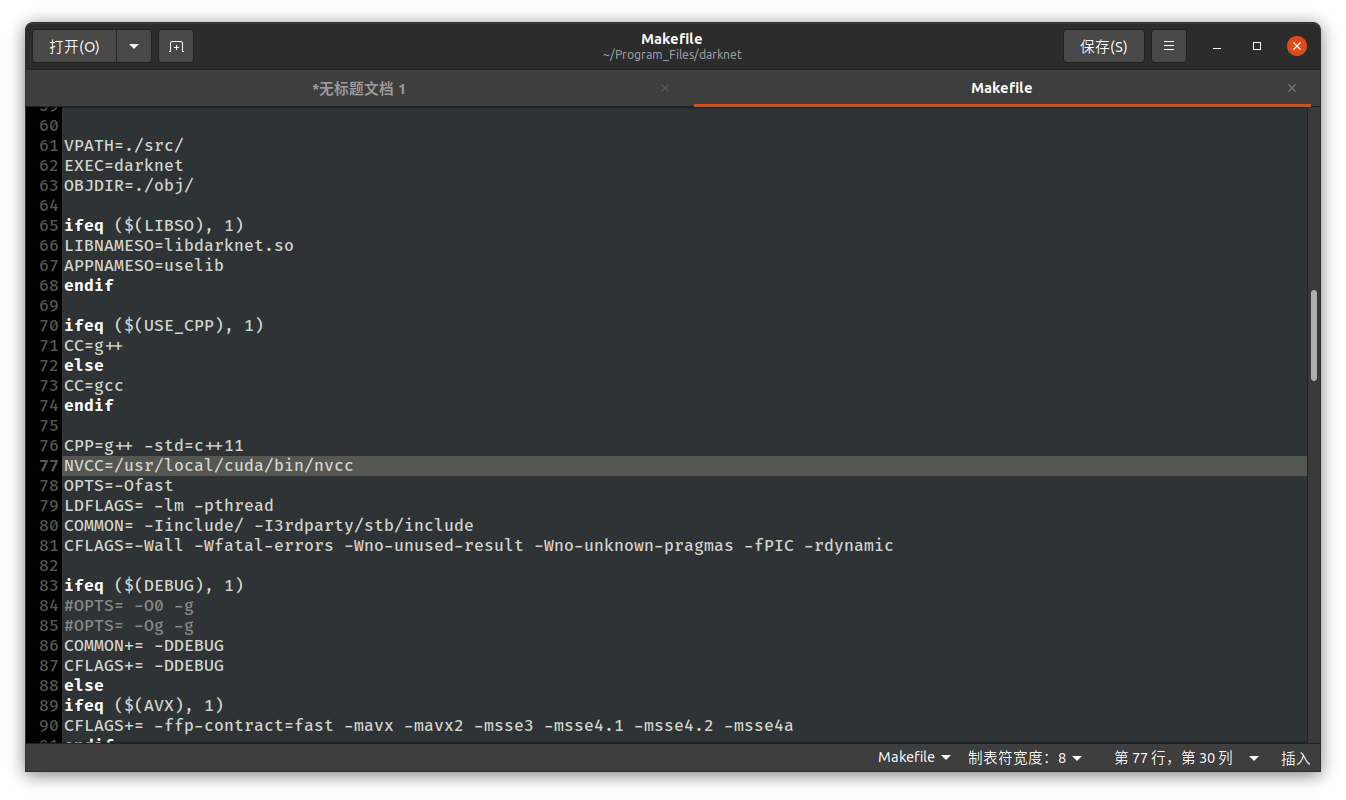 打开(O)
Makefile
~/Program_Files/darknet
保存(S)
*无标题文档 1
Makefile
59
60
61 VPATH=./src/
62 EXEC=darknet
63 OBJDIR=./obj/
64
65 ifeq ($(LIBSO), 1)
66 LIBNAMESO=libdarknet.so
67 APPNAMESO=uselib
68 endif
69
70 ifeq ($(USE_CPP), 1)
71 CC=g++
72 else
73 CC=gcc
74 endif
75
76 CPP=g++ -std=c++11
77 NVCC=/usr/local/cuda/bin/nvcc
78 OPTS=-Ofast
79 LDFLAGS= -lm -pthread
80 COMMON= -Iinclude/ -I3rdparty/stb/include
81 CFLAGS=-Wall -Wfatal-errors -Wno-unused-result -Wno-unknown-pragmas -fPIC -rdynamic
82
83 ifeq ($(DEBUG), 1)
84 #OPTS= -O0 -g
85 #OPTS= -Og -g
86 COMMON+= -DDEBUG
87 CFLAGS+= -DDEBUG
88 else
89 ifeq ($(AVX), 1)
90 CFLAGS+= -ffp-contract=fast -mavx -mavx2 -msse3 -msse4.1 -msse4.2 -msse4a
91 endif
Makefile 制表符宽度：8 第 77 行，第 30 列 插入